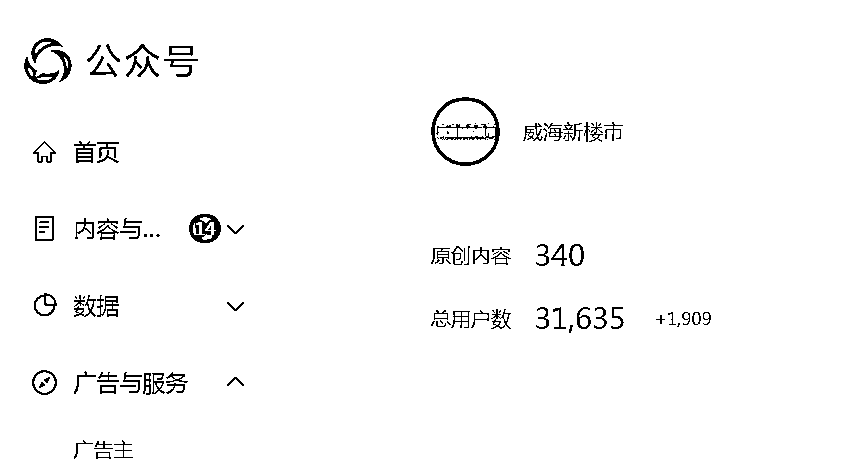 公众号
首页
内容与...
14
数据
广告与服务
广告主
威海新楼市
原创内容 340
总用户数 31,635 +1,909